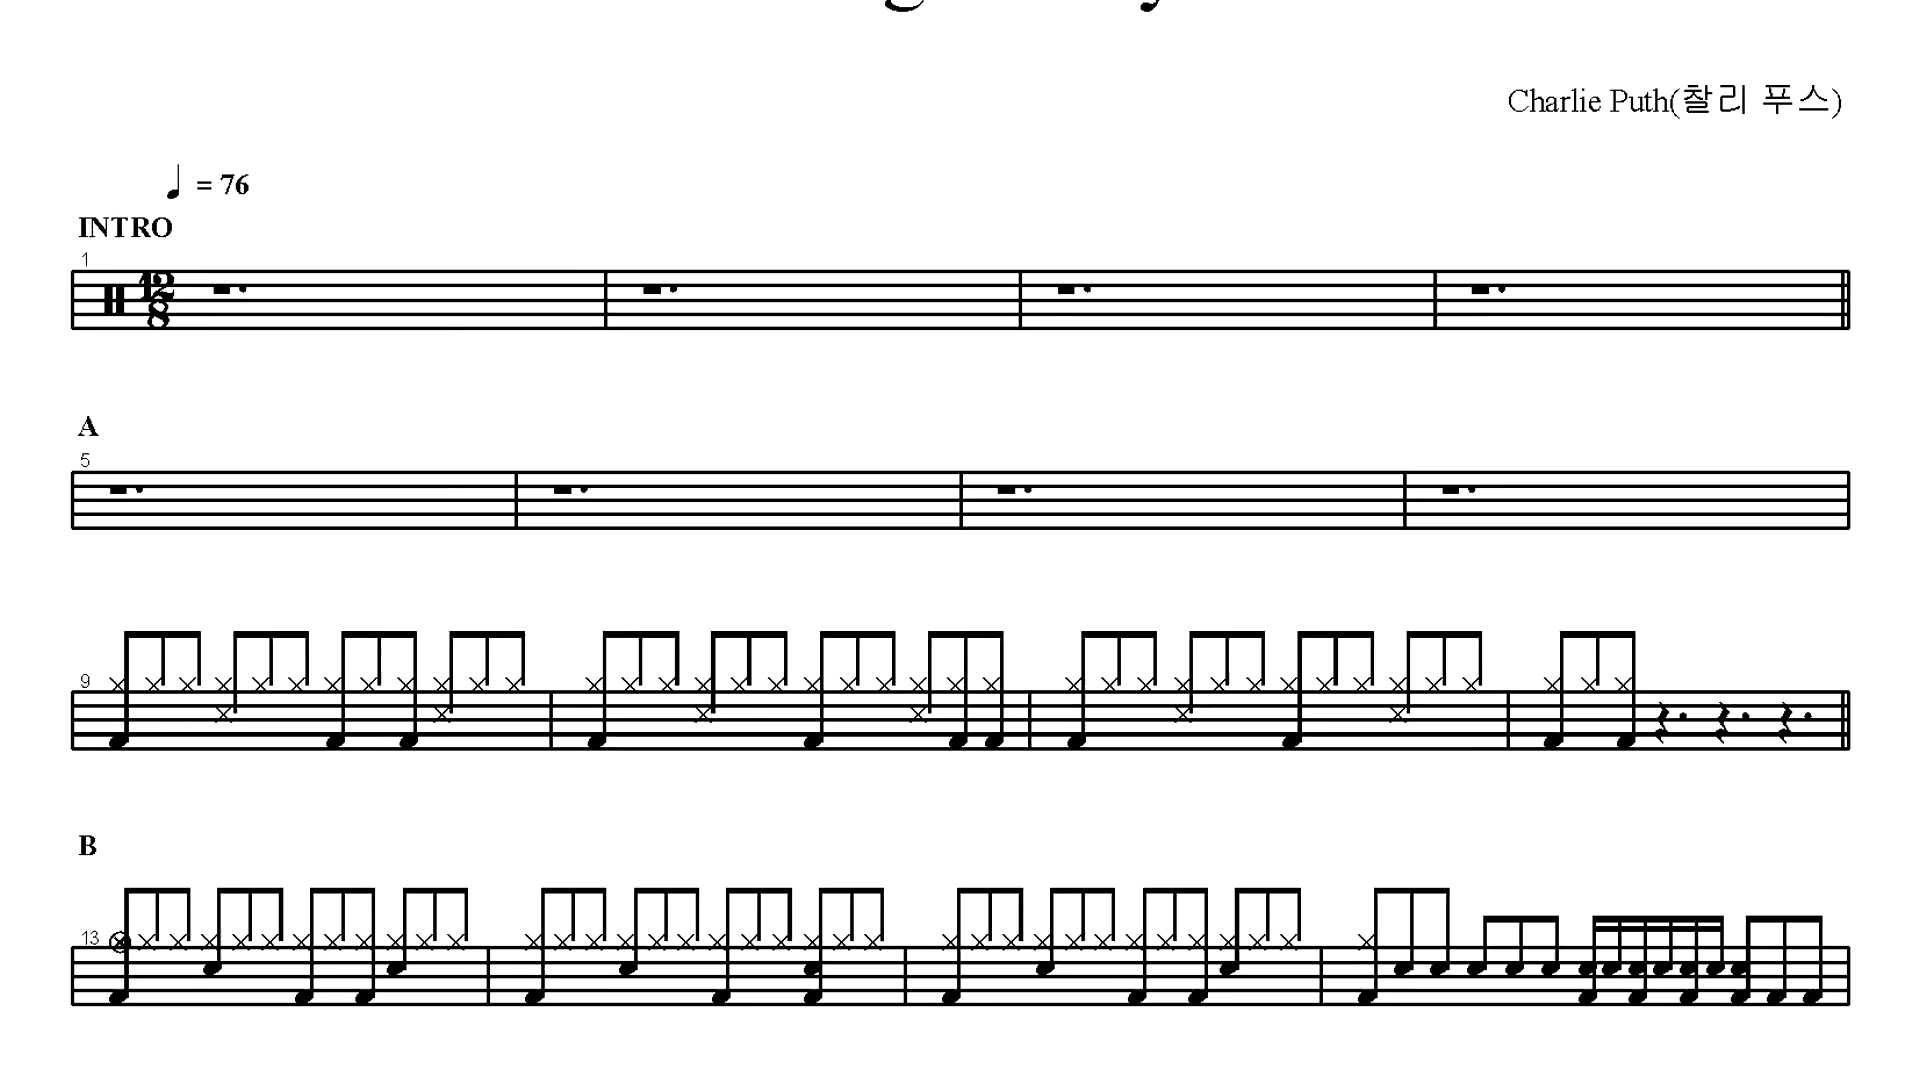 Charlie Puth(찰리 푸스)
= 76
INTRO
1
12
8
A
5
9
B
13